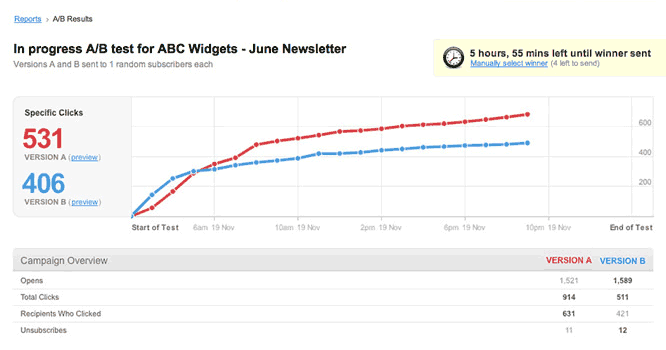 Reports › A/B Results
In progress A/B test for ABC Widgets - June Newsletter
Versions A and B sent to 1 random subscribers each
5 hours, 55 mins left until winner sent
Manually select winner (4 left to send)
Specific Clicks
531
VERSION A (preview)
406
VERSION B (preview)
600
400
200
Start of Test 6am 19 Nov 10am 19 Nov 2pm 19 Nov 6pm 19 Nov 10pm 19 Nov End of Test
Campaign Overview VERSION A VERSION B
Opens 1,521 1,589
Total Clicks 914 511
Recipients Who Clicked 631 421
Unsubscribes 11 12